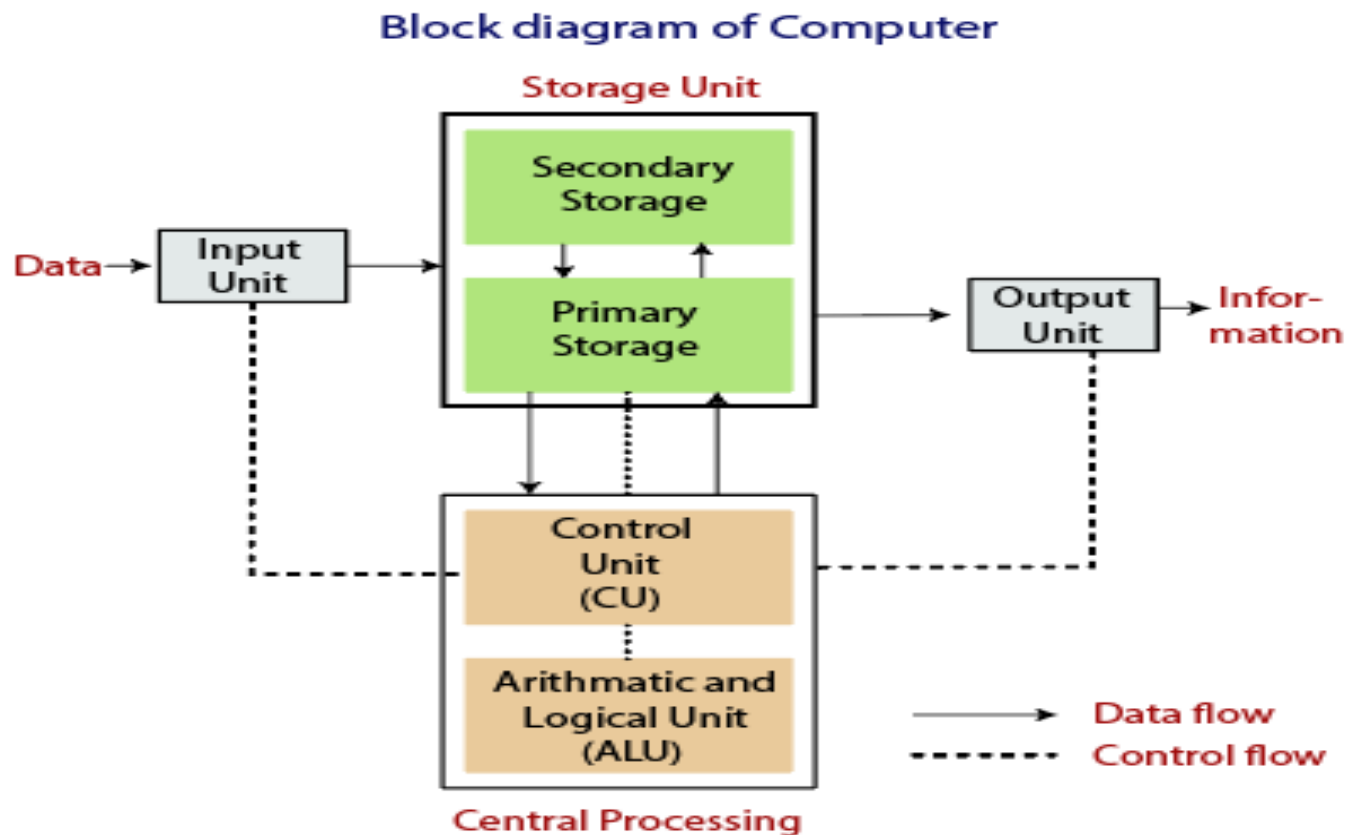 Block diagram of Computer
Storage Unit
Secondary
Storage
Data
Input
Unit
Primary
Storage
Output
Unit
Infor-
mation
Control
Unit
(CU)
Arithmatic and
Logical Unit
(ALU)
Data flow
Control flow
Central Processing